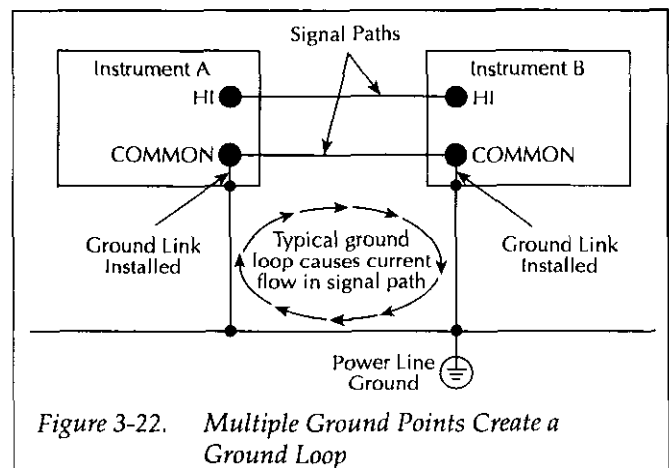 Signal Paths
Instrument A
Instrument B
HI
HI
COMMON
COMMON
Ground Link
Installed
Typical ground
loop causes current
flow in signal path
Ground Link
Installed
Power Line
Ground
Figure 3-22. Multiple Ground Points Create a
Ground Loop